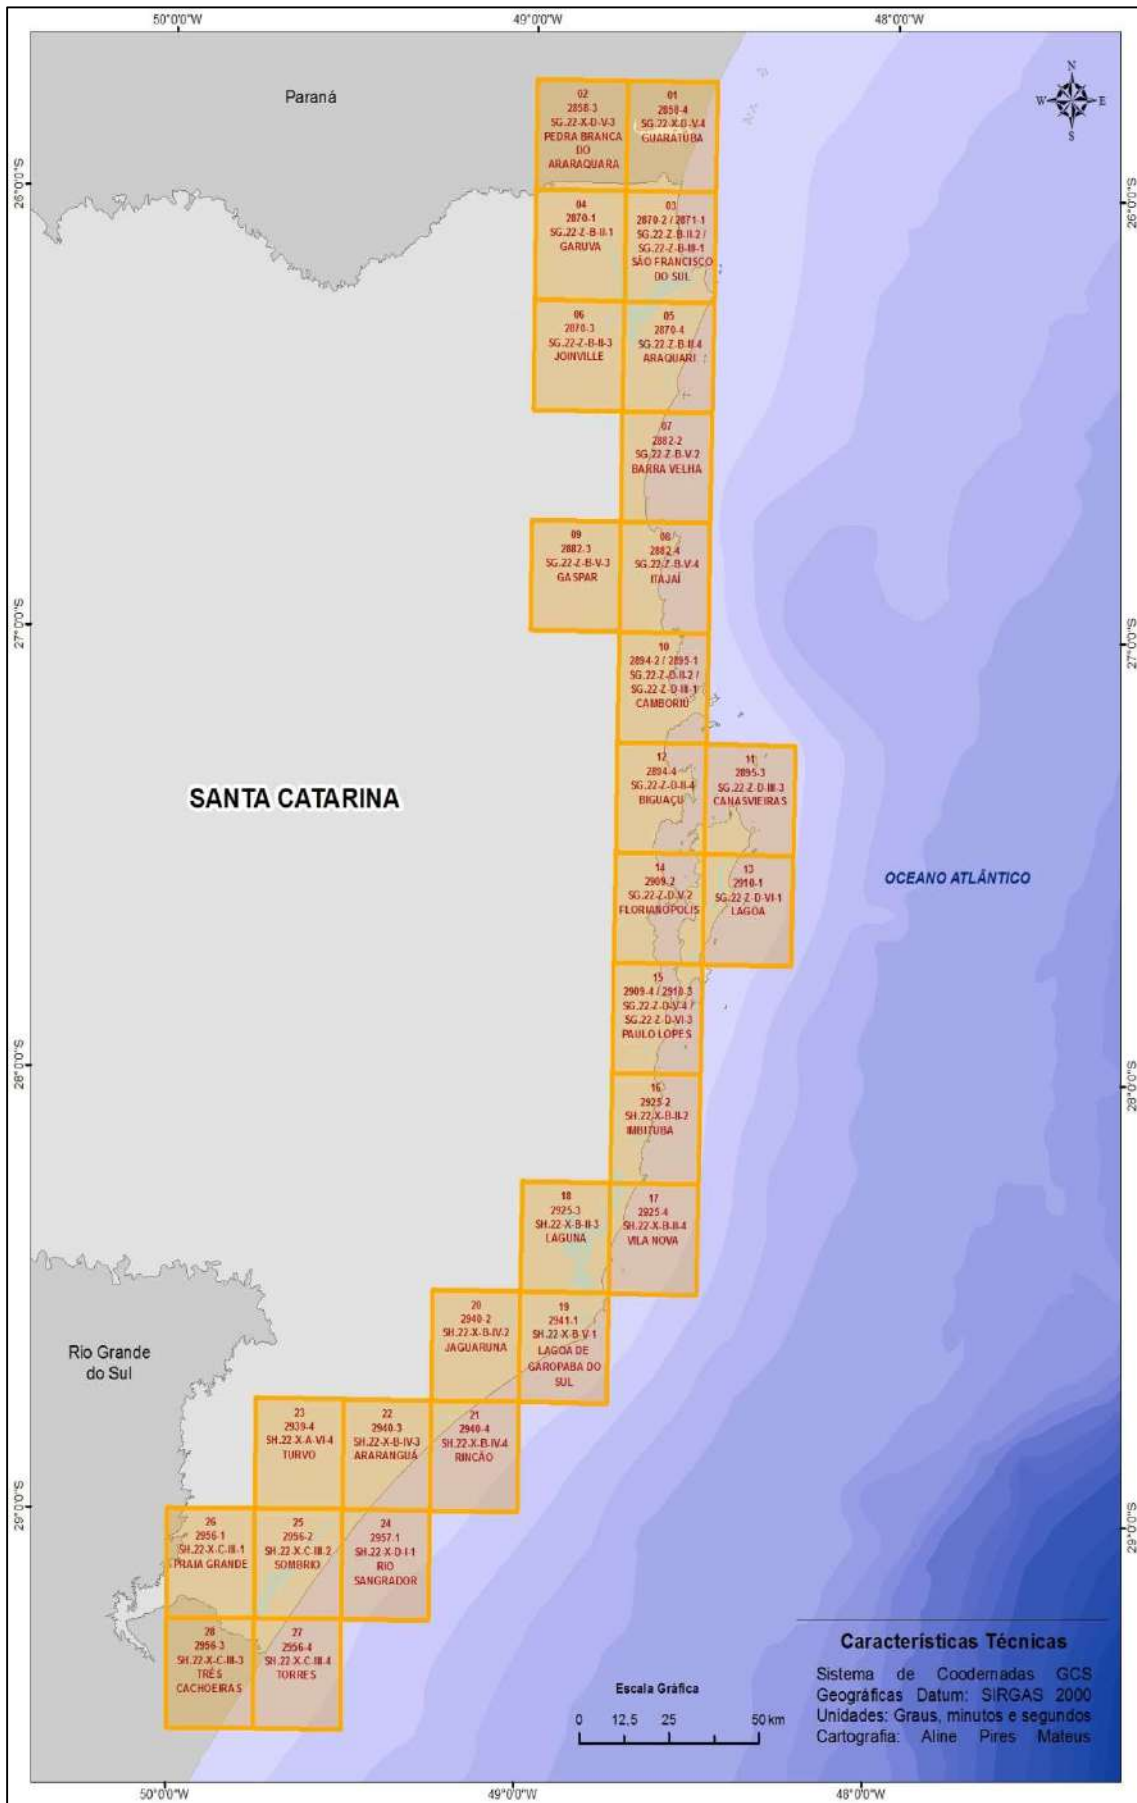 50°0'0"W
49°0'0"W
48°0'0"W
Paraná
N
W
E
S
02
2858-3
SG.22-X-D-V-3
PEDRA BRANCA
DO
ARARAQUARA
01
2858-4
SG.22-X-D-V-4
GUARATUBA
26°0'0"S
26°0'0"S
04
2870-1
SG.22-Z-B-II-1
GARUVA
03
2870-2 / 2871-1
SG.22-Z-B-II-2 /
SG.22-Z-B-III-1
SÃO FRANCISCO
DO SUL
06
2870-3
SG.22-Z-B-II-3
JOINVILLE
05
2870-4
SG.22-Z-B-II-4
ARAQUARI
07
2882-2
SG.22-Z-B-V-2
BARRA VELHA
09
2882-3
SG.22-Z-B-V-3
GASPAR
08
2882-4
SG.22-Z-B-V-4
ITAJAÍ
27°0'0"S
27°0'0"S
10
2894-2 / 2895-1
SG.22-Z-D-II-2 /
SG.22-Z-D-III-1
CAMBORIÚ
12
2894-4
SG.22-Z-D-II-4
BIGUAÇU
11
2895-3
SG.22-Z-D-III-3
CANASVIEIRAS
SANTA CATARINA
14
2909-2
SG.22-Z-D-V-2
FLORIANÓPOLIS
13
2910-1
SG.22-Z-D-VI-1
LAGOA
OCEANO ATLÂNTICO
15
2909-4 / 2910-3
SG.22-Z-D-V-4 /
SG.22-Z-D-VI-3
PAULO LOPES
28°0'0"S
28°0'0"S
16
2925-2
SH.22-X-B-II-2
IMBITUBA
18
2925-3
SH.22-X-B-II-3
LAGUNA
17
2925-4
SH.22-X-B-II-4
VILA NOVA
20
2940-2
SH.22-X-B-IV-2
JAGUARUNA
19
2941-1
SH.22-X-B-V-1
LAGOA DE
GAROPABA DO
SUL
Rio Grande
do Sul
23
2939-4
SH.22-X-A-VI-4
TURVO
22
2940-3
SH.22-X-B-IV-3
ARARANGUÁ
21
2940-4
SH.22-X-B-IV-4
RINCÃO
29°0'0"S
29°0'0"S
26
2956-1
SH.22-X-C-III-1
PRAIA GRANDE
25
2956-2
SH.22-X-C-III-2
SOMBRIO
24
2957-1
SH.22-X-D-I-1
RIO
SANGRADOR
28
2956-3
SH.22-X-C-III-3
TRÊS
CACHOEIRAS
27
2956-4
SH.22-X-C-III-4
TORRES
Escala Gráfica
0 12,5 25 50 km
Características Técnicas
Sistema de Coodernadas GCS
Geográficas Datum: SIRGAS 2000
Unidades: Graus, minutos e segundos
Cartografia: Aline Pires Mateus
50°0'0"W
49°0'0"W
48°0'0"W